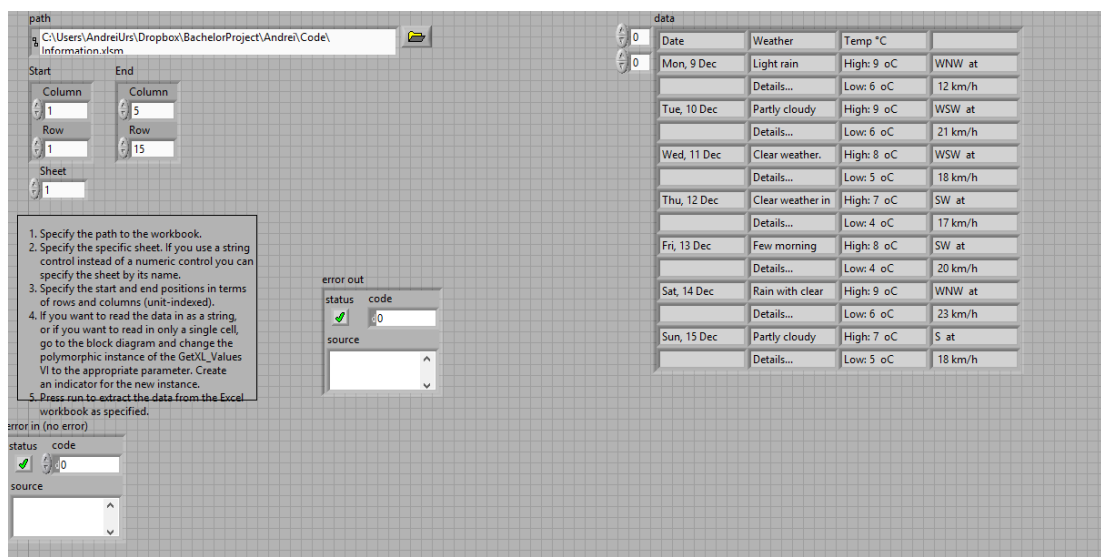 path
C:\Users\AndreiUrs\Dropbox\BachelorProject\Andrei\Code\
Information.xlsm
Start End
Column Column
1 5
Row Row
1 15
Sheet
1
1. Specify the path to the workbook.
2. Specify the specific sheet. If you use a string
control instead of a numeric control you can
specify the sheet by its name.
3. Specify the start and end positions in terms
of rows and columns (unit-indexed).
4. If you want to read the data in as a string,
or if you want to read in only a single cell,
go to the block diagram and change the
polymorphic instance of the GetXL_Values
VI to the appropriate parameter. Create
an indicator for the new instance.
5. Press run to extract the data from the Excel
workbook as specified.
error in (no error)
status code
d0
source
error out
status code
d0
source
data
0
0
Date Weather Temp °C
Mon, 9 Dec Light rain High: 9 oC WNW at
Details... Low: 6 oC 12 km/h
Tue, 10 Dec Partly cloudy High: 9 oC WSW at
Details... Low: 6 oC 21 km/h
Wed, 11 Dec Clear weather. High: 8 oC WSW at
Details... Low: 5 oC 18 km/h
Thu, 12 Dec Clear weather in High: 7 oC SW at
Details... Low: 4 oC 17 km/h
Fri, 13 Dec Few morning High: 8 oC SW at
Details... Low: 4 oC 20 km/h
Sat, 14 Dec Rain with clear High: 9 oC WNW at
Details... Low: 6 oC 23 km/h
Sun, 15 Dec Partly cloudy High: 7 oC S at
Details... Low: 5 oC 18 km/h